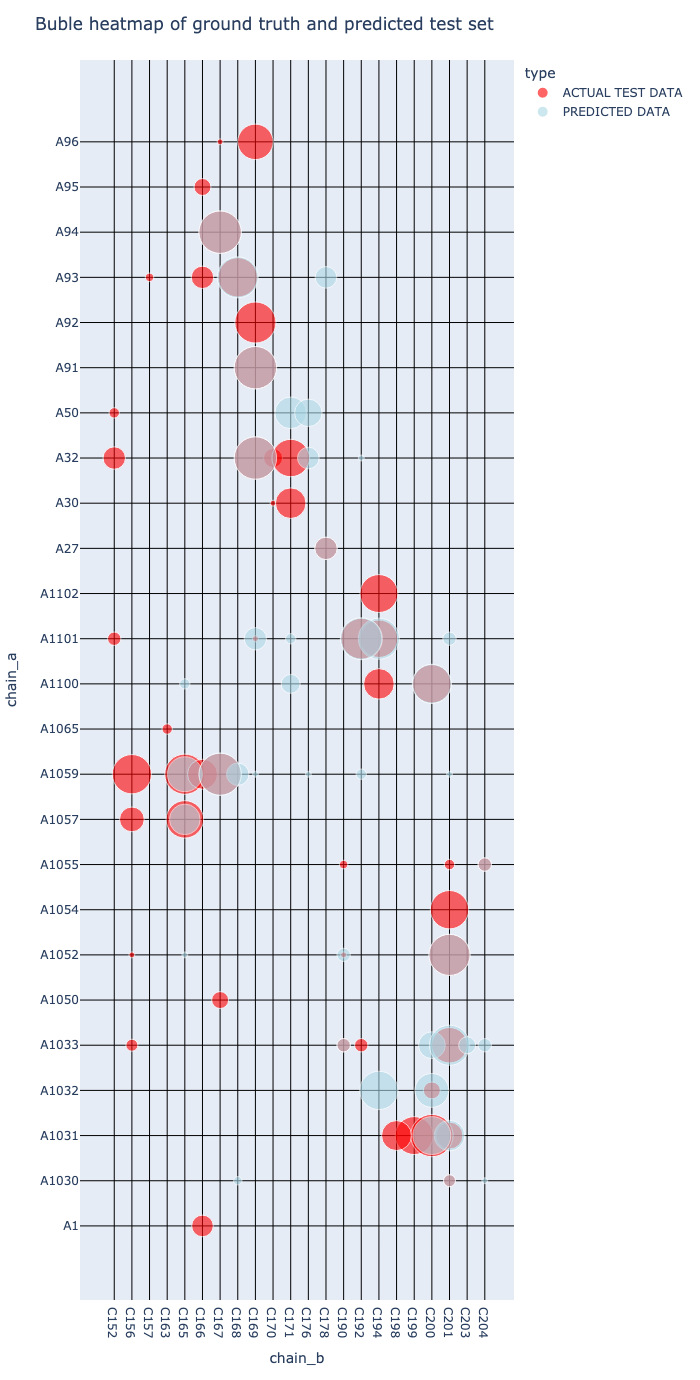 Buble heatmap of ground truth and predicted test set
type
ACTUAL TEST DATA
PREDICTED DATA
chain_a
A96
A95
A94
A93
A92
A91
A50
A32
A30
A27
A1102
A1101
A1100
A1065
A1059
A1057
A1055
A1054
A1052
A1050
A1033
A1032
A1031
A1030
A1
C152
C156
C157
C163
C165
C166
C167
C168
C169
C170
C171
C176
C178
C190
C192
C194
C198
C199
C200
C201
C203
C204
chain_b